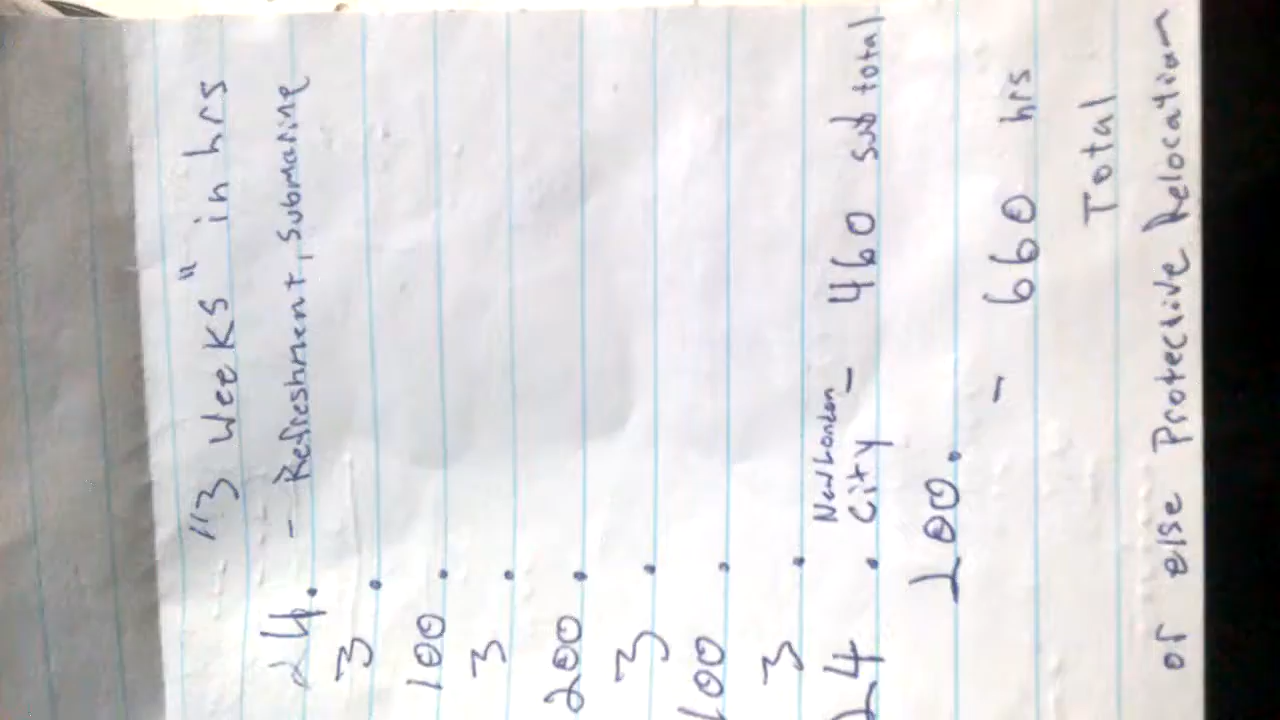 "3 Weeks" in hrs
24. - Refreshment, Submarine
3 .
100 .
3 .
200 .
3 .
100 .
3 .
New London
24 . City - 460 sub total
200.
- 660 hrs
Total
or else Protective Relocation